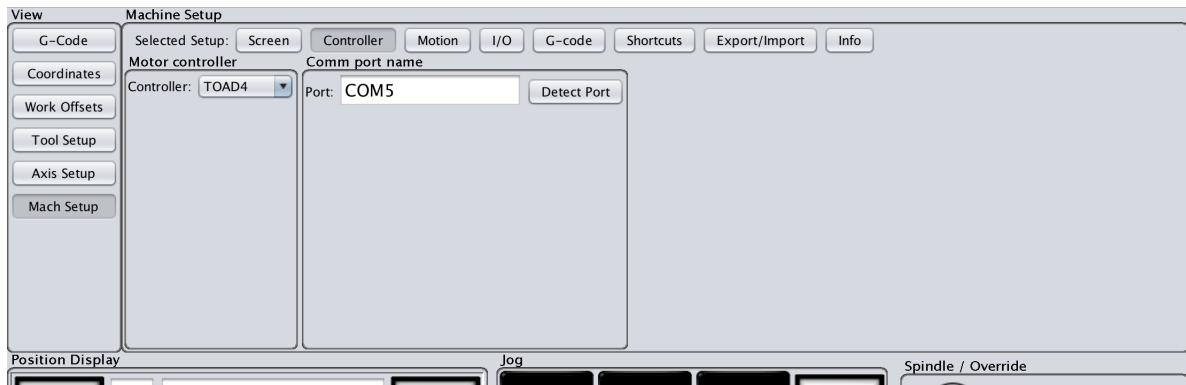 View
Machine Setup
G-Code
Selected Setup: Screen Controller Motion I/O G-code Shortcuts Export/Import Info
Motor controller
Comm port name
Coordinates
Controller: TOAD4
Port: COM5 Detect Port
Work Offsets
Tool Setup
Axis Setup
Mach Setup
Position Display
Jog
Spindle / Override